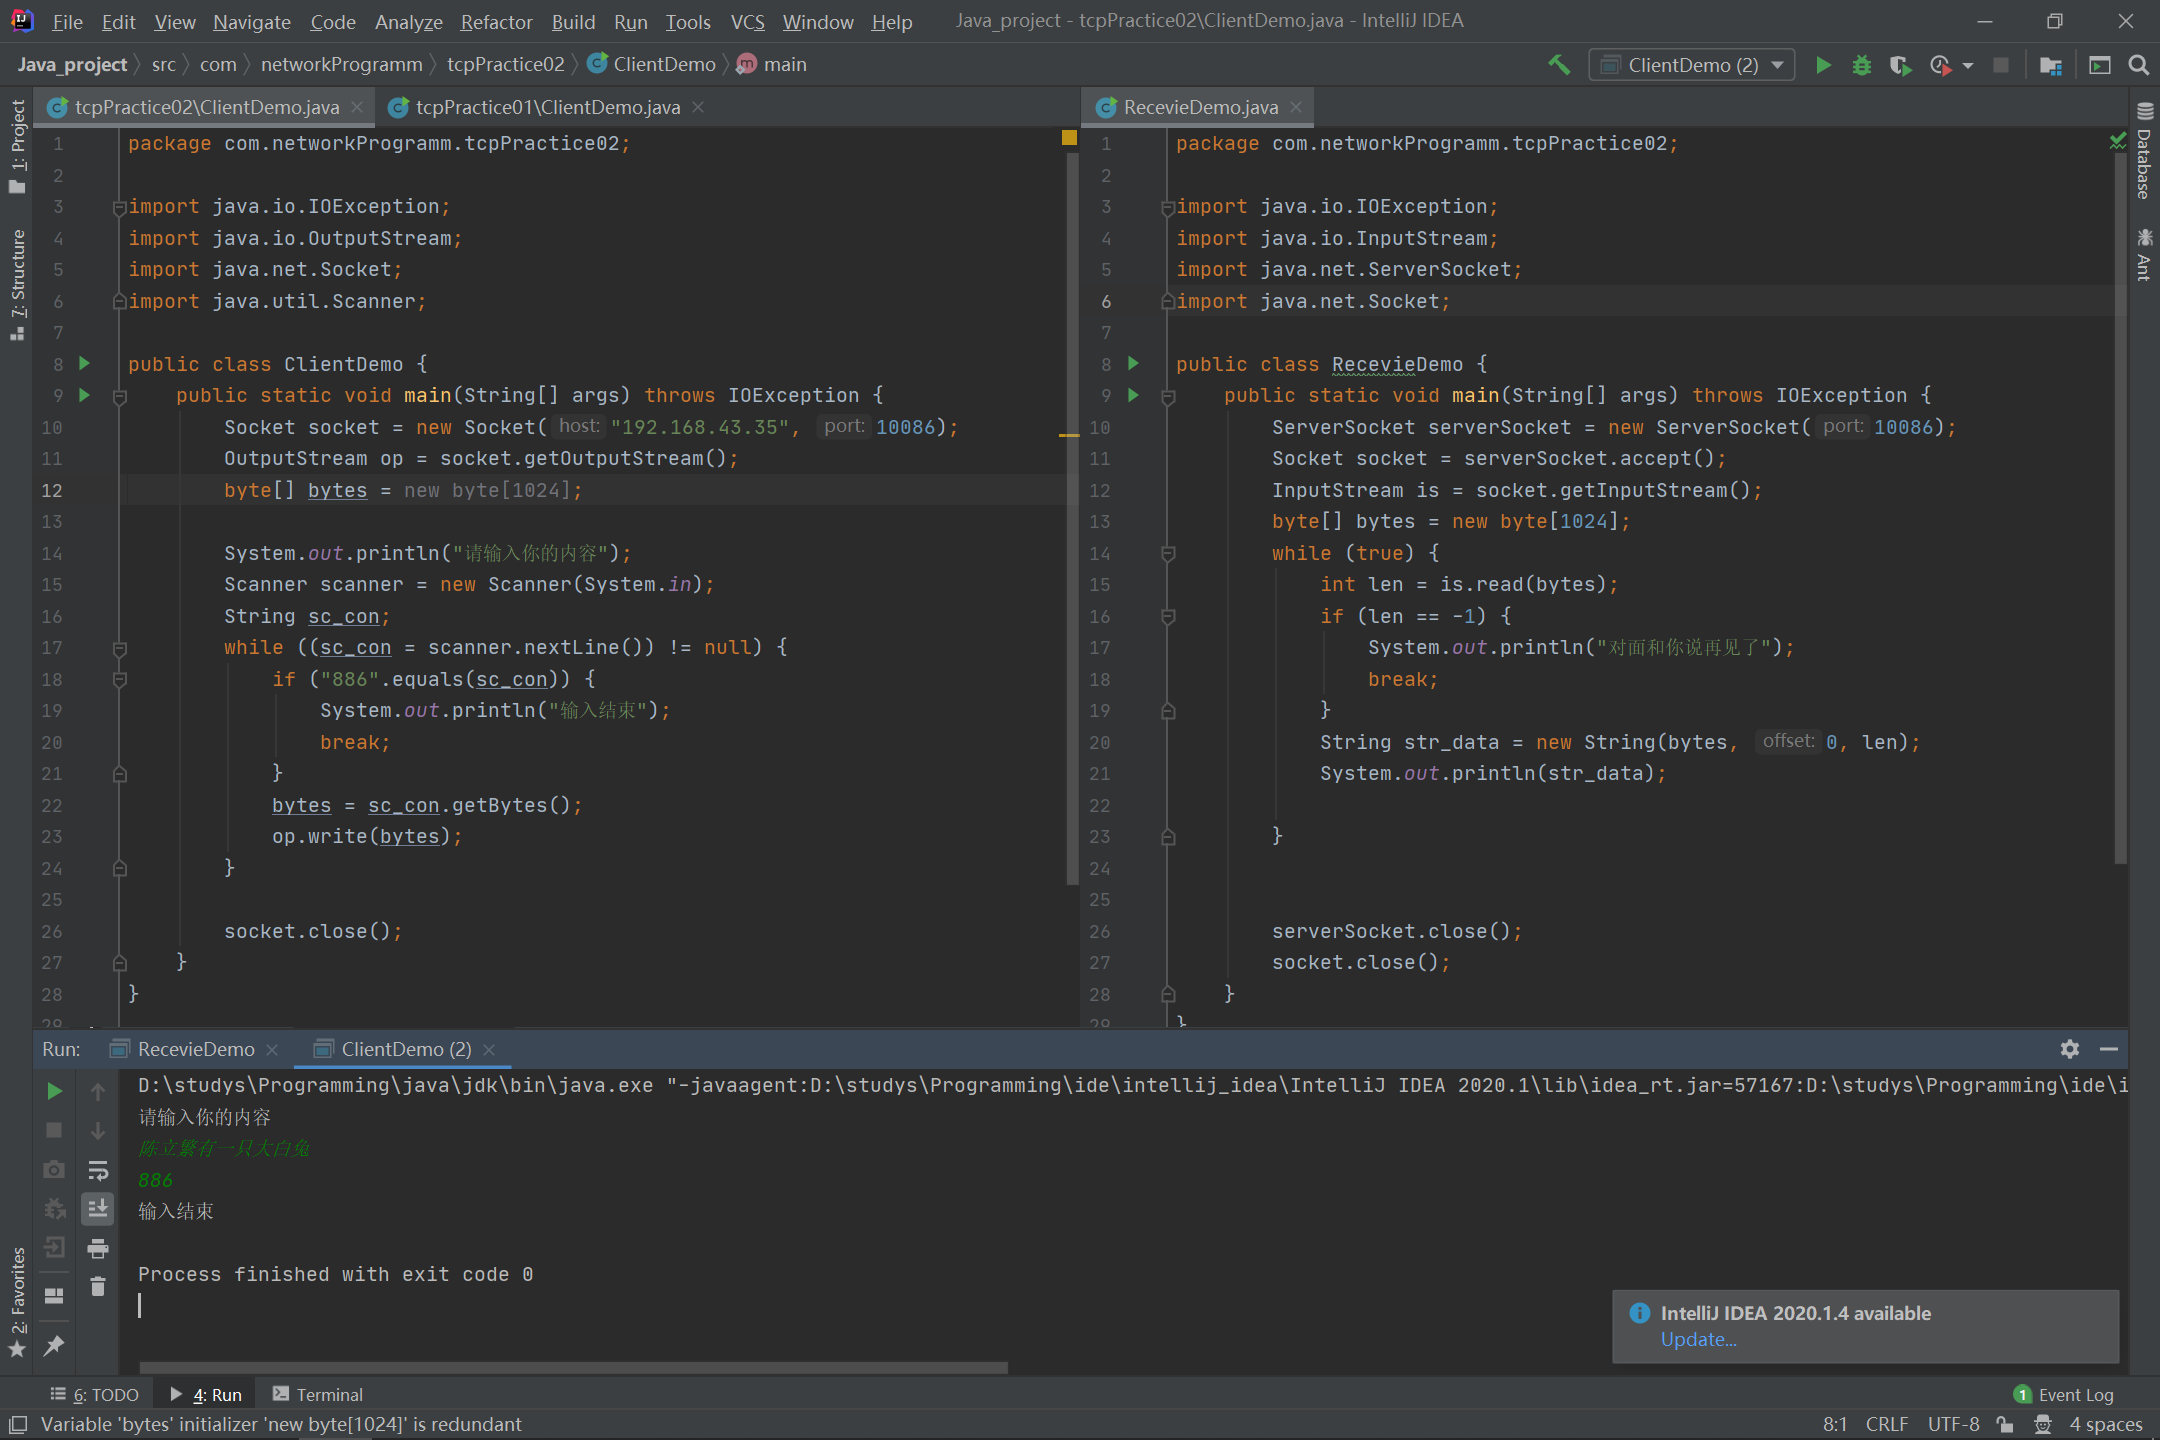 File Edit View Navigate Code Analyze Refactor Build Run Tools VCS Window Help Java_project - tcpPractice02\ClientDemo.java - IntelliJ IDEA
Java_project src com networkProgramm tcpPractice02 ClientDemo main ClientDemo (2)
tcpPractice02\ClientDemo.java tcpPractice01\ClientDemo.java RecevieDemo.java
1: Project
7: Structure
2: Favorites
1 package com.networkProgramm.tcpPractice02;
2
3 import java.io.IOException;
4 import java.io.OutputStream;
5 import java.net.Socket;
6 import java.util.Scanner;
7
8 public class ClientDemo {
9 public static void main(String[] args) throws IOException {
10 Socket socket = new Socket( host: "192.168.43.35", port: 10086);
11 OutputStream op = socket.getOutputStream();
12 byte[] bytes = new byte[1024];
13
14 System.out.println("请输入你的内容");
15 Scanner scanner = new Scanner(System.in);
16 String sc_con;
17 while ((sc_con = scanner.nextLine()) != null) {
18 if ("886".equals(sc_con)) {
19 System.out.println("输入结束");
20 break;
21 }
22 bytes = sc_con.getBytes();
23 op.write(bytes);
24 }
25
26 socket.close();
27 }
28 }
29
1 package com.networkProgramm.tcpPractice02;
2
3 import java.io.IOException;
4 import java.io.InputStream;
5 import java.net.ServerSocket;
6 import java.net.Socket;
7
8 public class RecevieDemo {
9 public static void main(String[] args) throws IOException {
10 ServerSocket serverSocket = new ServerSocket( port: 10086);
11 Socket socket = serverSocket.accept();
12 InputStream is = socket.getInputStream();
13 byte[] bytes = new byte[1024];
14 while (true) {
15 int len = is.read(bytes);
16 if (len == -1) {
17 System.out.println("对面和你说再见了");
18 break;
19 }
20 String str_data = new String(bytes, offset: 0, len);
21 System.out.println(str_data);
22
23 }
24
25
26 serverSocket.close();
27 socket.close();
28 }
29 }
Database
Ant
Run: RecevieDemo ClientDemo (2)
D:\studys\Programming\java\jdk\bin\java.exe "-javaagent:D:\studys\Programming\ide\intellij_idea\IntelliJ IDEA 2020.1\lib\idea_rt.jar=57167:D:\studys\Programming\ide\i
请输入你的内容
陈立繁有一只大白兔
886
输入结束
Process finished with exit code 0
IntelliJ IDEA 2020.1.4 available
Update...
6: TODO 4: Run Terminal 1 Event Log
Variable 'bytes' initializer 'new byte[1024]' is redundant 8:1 CRLF UTF-8 4 spaces